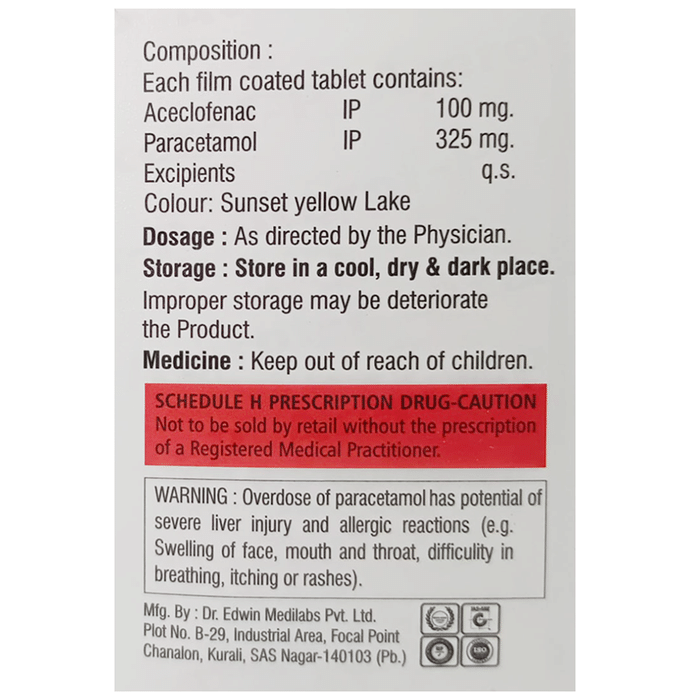 Composition :
Each film coated tablet contains:
Aceclofenac IP 100 mg.
Paracetamol IP 325 mg.
Excipients q.s.
Colour: Sunset yellow Lake
Dosage : As directed by the Physician.
Storage : Store in a cool, dry & dark place.
Improper storage may be deteriorate
the Product.
Medicine : Keep out of reach of children.
SCHEDULE H PRESCRIPTION DRUG-CAUTION
Not to be sold by retail without the prescription
of a Registered Medical Practitioner.
WARNING : Overdose of paracetamol has potential of
severe liver injury and allergic reactions (e.g.
Swelling of face, mouth and throat, difficulity in
breathing, itching or rashes).
Mfg. By : Dr. Edwin Medilabs Pvt. Ltd.
Plot No. B-29, Industrial Area, Focal Point
Chanalon, Kurali, SAS Nagar-140103 (Pb.)
ISO